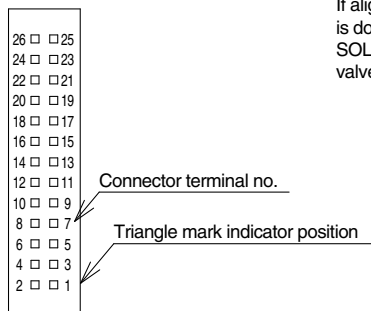 If alig
is do
SOL
valve
26 25
24 23
22 21
20 19
18 17
16 15
14 13
12 11
10 9
8 7
6 5
4 3
2 1
Connector terminal no.
Triangle mark indicator position